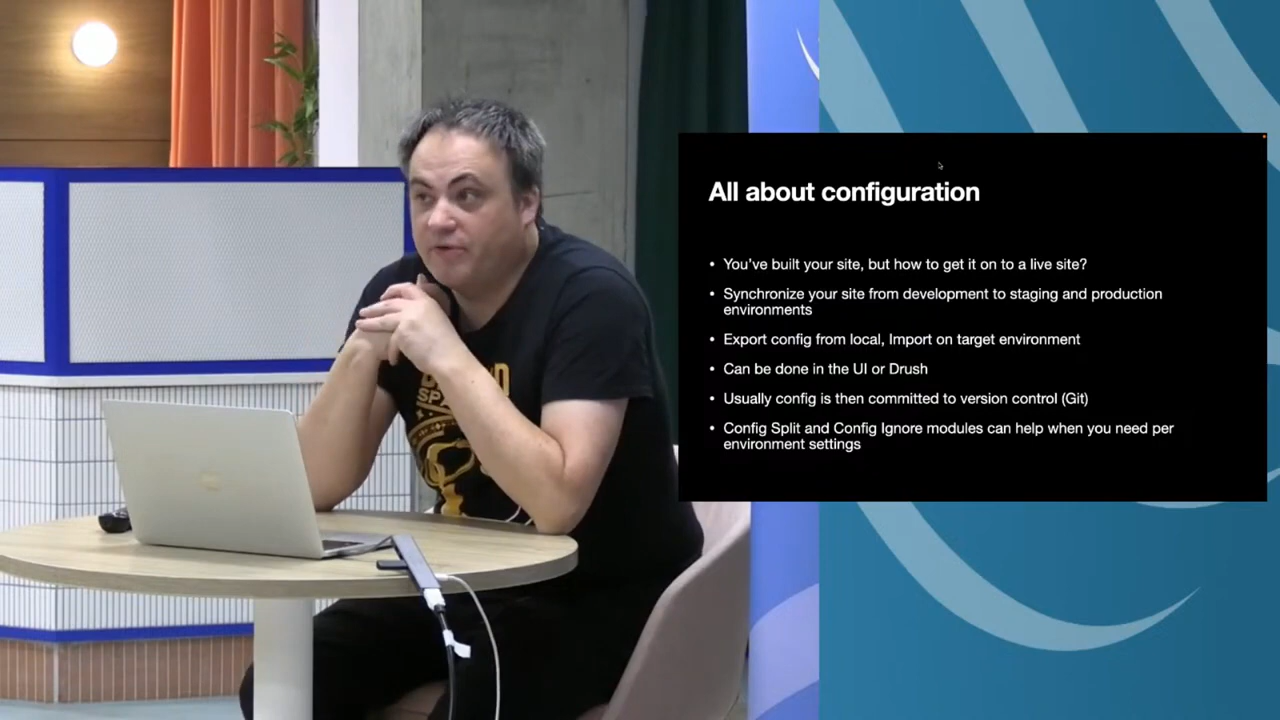 All about configuration
• You've built your site, but how to get it on to a live site?
• Synchronize your site from development to staging and production
environments
• Export config from local, Import on target environment
• Can be done in the UI or Drush
• Usually config is then committed to version control (Git)
• Config Split and Config Ignore modules can help when you need per
environment settings